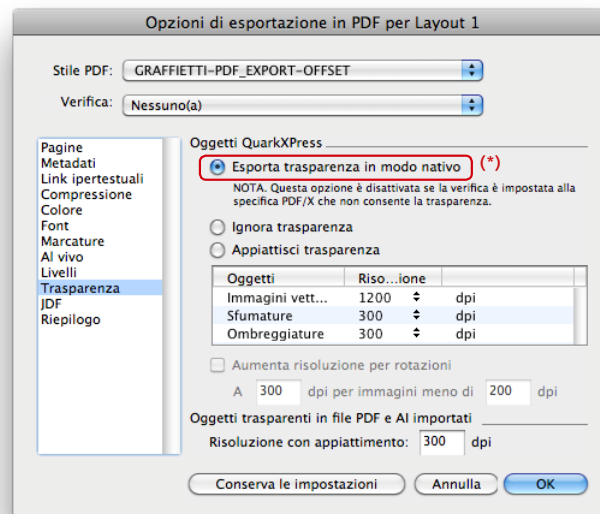 Opzioni di esportazione in PDF per Layout 1
Stile PDF: GRAFFIETTI-PDF_EXPORT-OFFSET
Verifica: Nessuno(a)
Pagine
Metadati
Link ipertestuali
Compressione
Colore
Font
Marcature
Al vivo
Livelli
Trasparenza
JDF
Riepilogo
Oggetti QuarkXPress
Esporta trasparenza in modo nativo (*)
NOTA. Questa opzione è disattivata se la verifica è impostata alla
specifica PDF/X che non consente la trasparenza.
Ignora trasparenza
Appiattisci trasparenza
Oggetti Riso...ione
Immagini vett... 1200 dpi
Sfumature 300 dpi
Ombreggiature 300 dpi
Aumenta risoluzione per rotazioni
A 300 dpi per immagini meno di 200 dpi
Oggetti trasparenti in file PDF e AI importati
Risoluzione con appiattimento: 300 dpi
Conserva le impostazioni Annulla OK